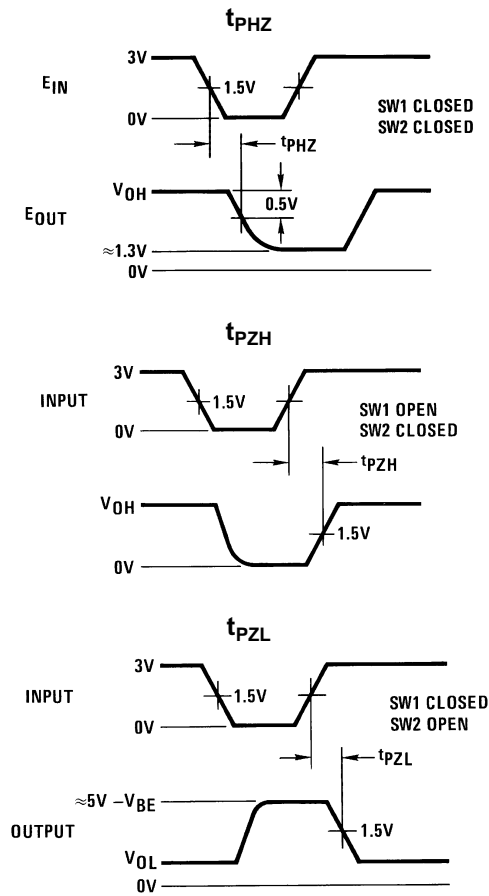 tPHZ
3V
EIN
1.5V
SW1 CLOSED
0V
SW2 CLOSED
tPHZ
VOH
0.5V
EOUT
≈1.3V
0V
tPZH
3V
INPUT
1.5V
SW1 OPEN
0V
SW2 CLOSED
tPZH
VOH
1.5V
0V
tPZL
3V
INPUT
1.5V
SW1 CLOSED
0V
SW2 OPEN
tPZL
≈5V –VBE
OUTPUT
1.5V
VOL
0V